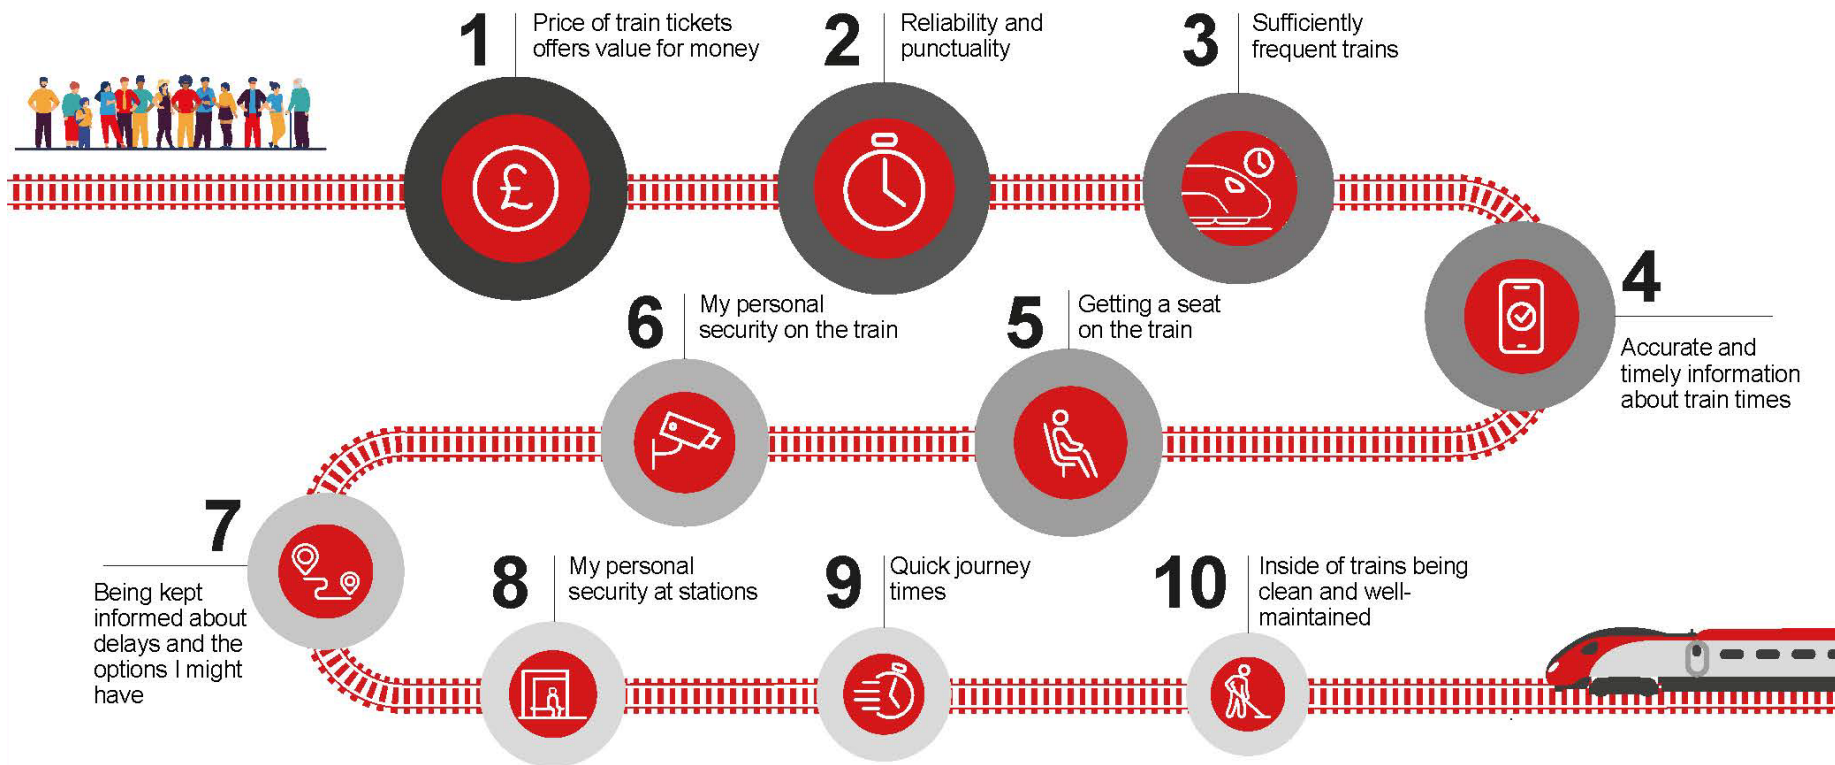 1
Price of train tickets
offers value for money
2
Reliability and
punctuality
3
Sufficiently
frequent trains
£
4
Accurate and
timely information
about train times
5
Getting a seat
on the train
6
My personal
security on the train
7
Being kept
informed about
delays and the
options I might
have
8
My personal
security at stations
9
Quick journey
times
10
Inside of trains being
clean and well-
maintained